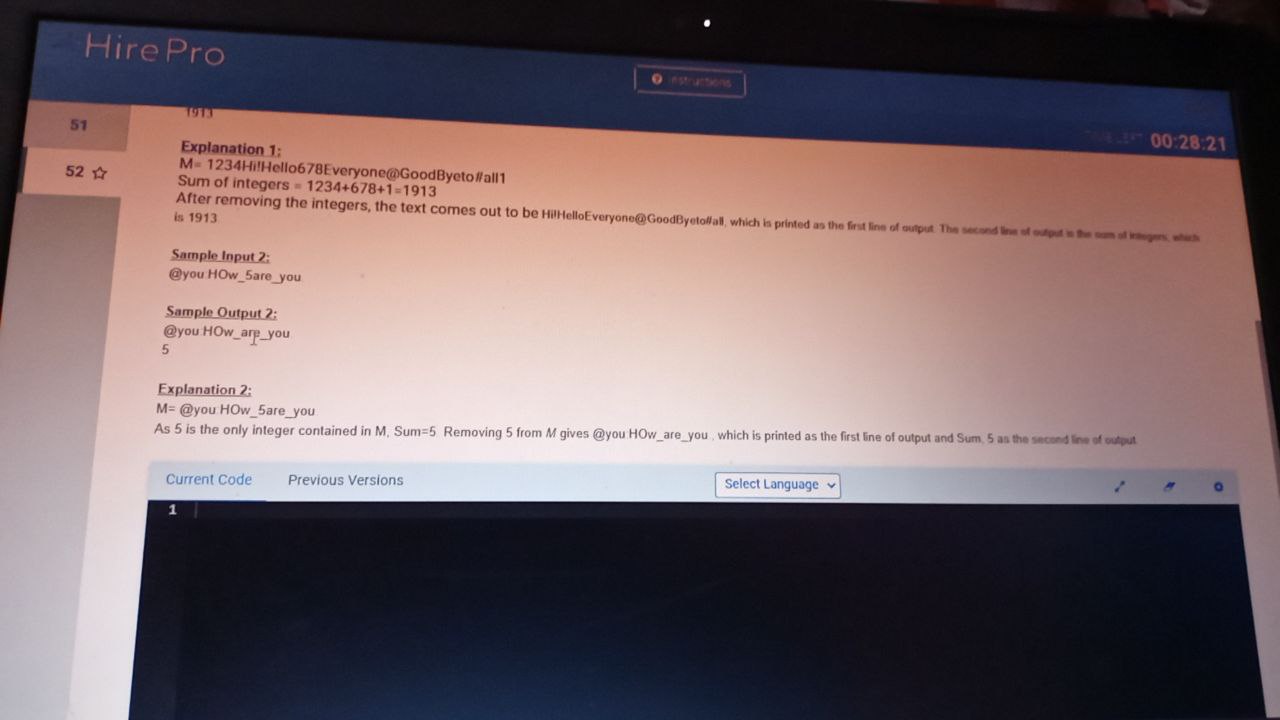 HirePro
Instructions
TIME LEFT 00:28:21
51
52
1913
Explanation 1:
M= 1234Hi!Hello678Everyone@GoodByeto#all1
Sum of integers = 1234+678+1=1913
After removing the integers, the text comes out to be Hi!HelloEveryone@GoodByeto#all, which is printed as the first line of output. The second line of output is the sum of integers, which
is 1913.
Sample Input 2:
@you.HOw_5are_you
Sample Output 2:
@you.HOw_are_you
5
Explanation 2:
M= @you.HOw_5are_you
As 5 is the only integer contained in M, Sum=5. Removing 5 from M gives @you.HOw_are_you , which is printed as the first line of output and Sum, 5 as the second line of output.
Current Code Previous Versions Select Language
1